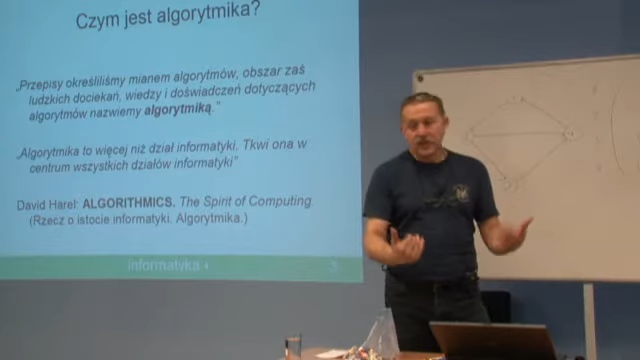 Czym jest algorytmika?
„Przepisy określiliśmy mianem algorytmów, obszar zaś
ludzkich dociekań, wiedzy i doświadczeń dotyczących
algorytmów nazwiemy algorytmiką."
„Algorytmika to więcej niż dział informatyki. Tkwi ona w
centrum wszystkich działów informatyki"
David Harel: ALGORITHMICS. The Spirit of Computing.
(Rzecz o istocie informatyki. Algorytmika.)
informatyka +